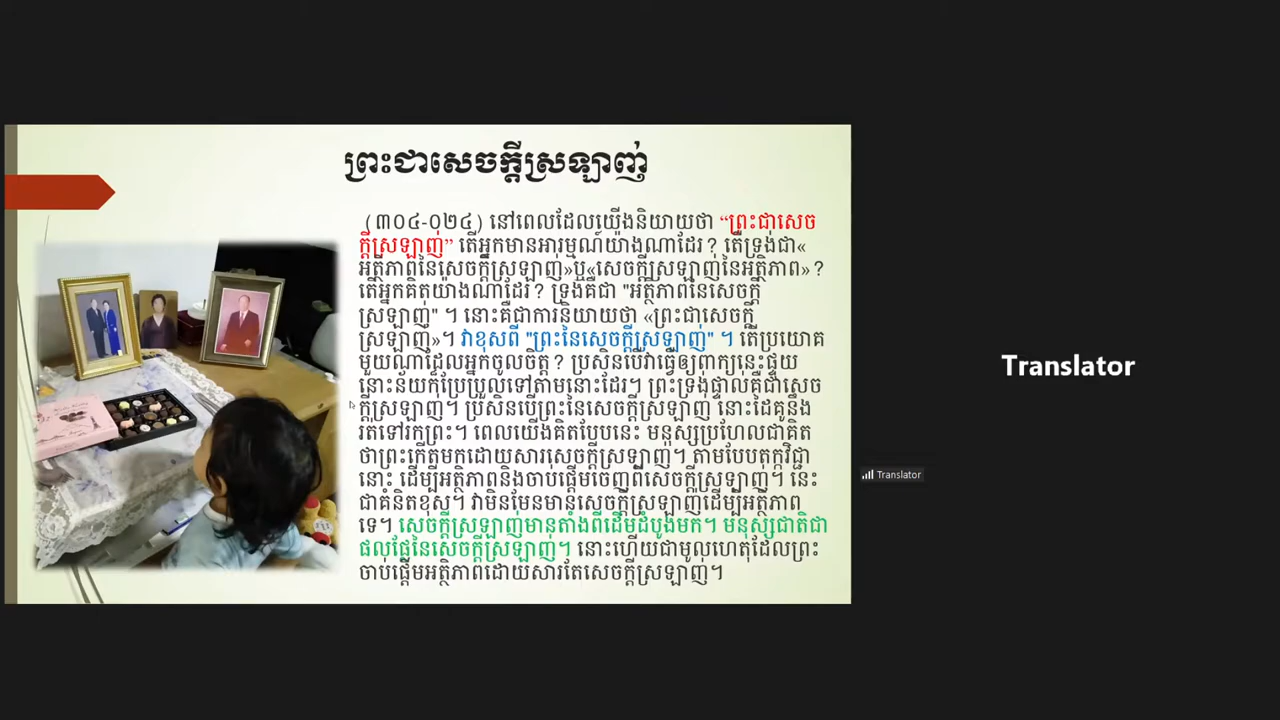 ព្រះជាសេចក្ដីស្រឡាញ់
(៣០៤-០២៤) នៅពេលដែលយើងនិយាយថា “ព្រះជាសេច
ក្ដីស្រឡាញ់” តើអ្នកមានអារម្មណ៍យ៉ាងណាដែរ? តើទ្រង់ជា«
អត្ថិភាពនៃសេចក្ដីស្រឡាញ់»ឬ«សេចក្ដីស្រឡាញ់នៃអត្ថិភាព»?
តើអ្នកគិតយ៉ាងណាដែរ? ទ្រង់គឺជា "អត្ថិភាពនៃសេចក្ដី
ស្រឡាញ់" ។ នោះគឺជាការនិយាយថា «ព្រះជាសេចក្ដី
ស្រឡាញ់»។ វាខុសពី "ព្រះនៃសេចក្ដីស្រឡាញ់" ។ តើប្រយោគ
មួយណាដែលអ្នកចូលចិត្ត? ប្រសិនបើវាធ្វើឲ្យពាក្យនេះផ្ទុយ
នោះន័យក៏ប្រែប្រួលទៅតាមនោះដែរ។ ព្រះទ្រង់ផ្ទាល់គឺជាសេច
ក្ដីស្រឡាញ់។ ប្រសិនបើព្រះនៃសេចក្ដីស្រឡាញ់ នោះដៃគូនឹង
រត់ទៅរកព្រះ។ ពេលយើងគិតបែបនេះ មនុស្សប្រហែលជាគិត
ថាព្រះកើតមកដោយសារសេចក្ដីស្រឡាញ់។ តាមបែបតក្កវិជ្ជា
នោះ ដើម្បីអត្ថិភាពនិងចាប់ផ្ដើមចេញពីសេចក្ដីស្រឡាញ់។ នេះ
ជាគំនិតខុស។ វាមិនមែនមានសេចក្ដីស្រឡាញ់ដើម្បីអត្ថិភាព
ទេ។ សេចក្ដីស្រឡាញ់មានតាំងពីដើមដំបូងមក។ មនុស្សជាតិជា
ផលផ្លែនៃសេចក្ដីស្រឡាញ់។ នោះហើយជាមូលហេតុដែលព្រះ
ចាប់ផ្ដើមអត្ថិភាពដោយសារតែសេចក្ដីស្រឡាញ់។
Translator
Translator